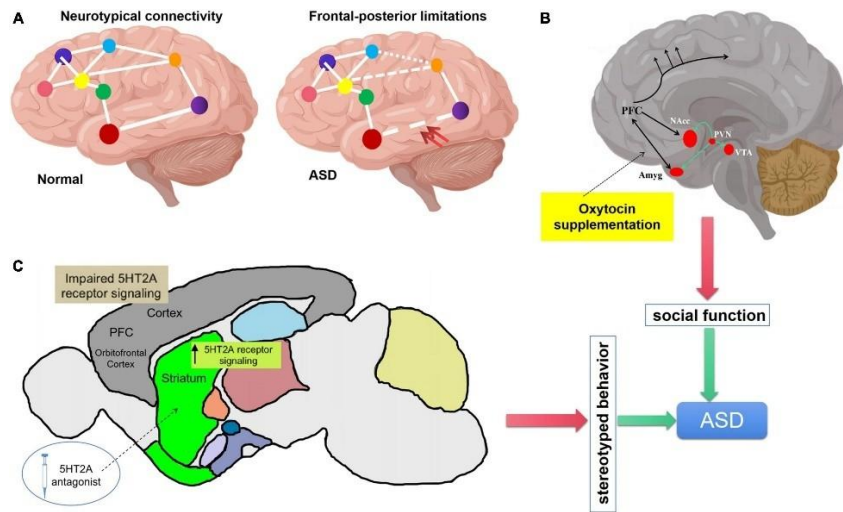 A
Neurotypical connectivity
Frontal-posterior limitations
Normal
ASD
B
PFC
NAcc
PVN
VTA
Amyg
Oxytocin
supplementation
C
Impaired 5HT2A
receptor signaling
Cortex
PFC
Orbitofrontal
Cortex
5HT2A receptor
signaling
Striatum
5HT2A
antagonist
social function
stereotyped behavior
ASD